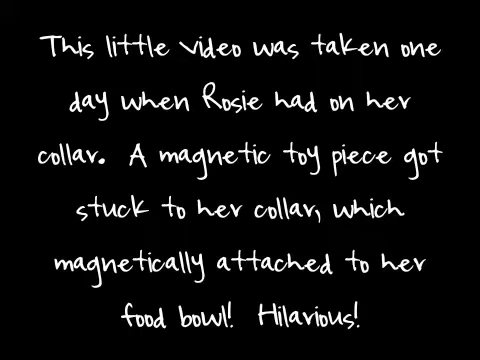 This little video was taken one
day when Rosie had on her
collar. A magnetic toy piece got
stuck to her collar, which
magnetically attached to her
food bowl! Hilarious!